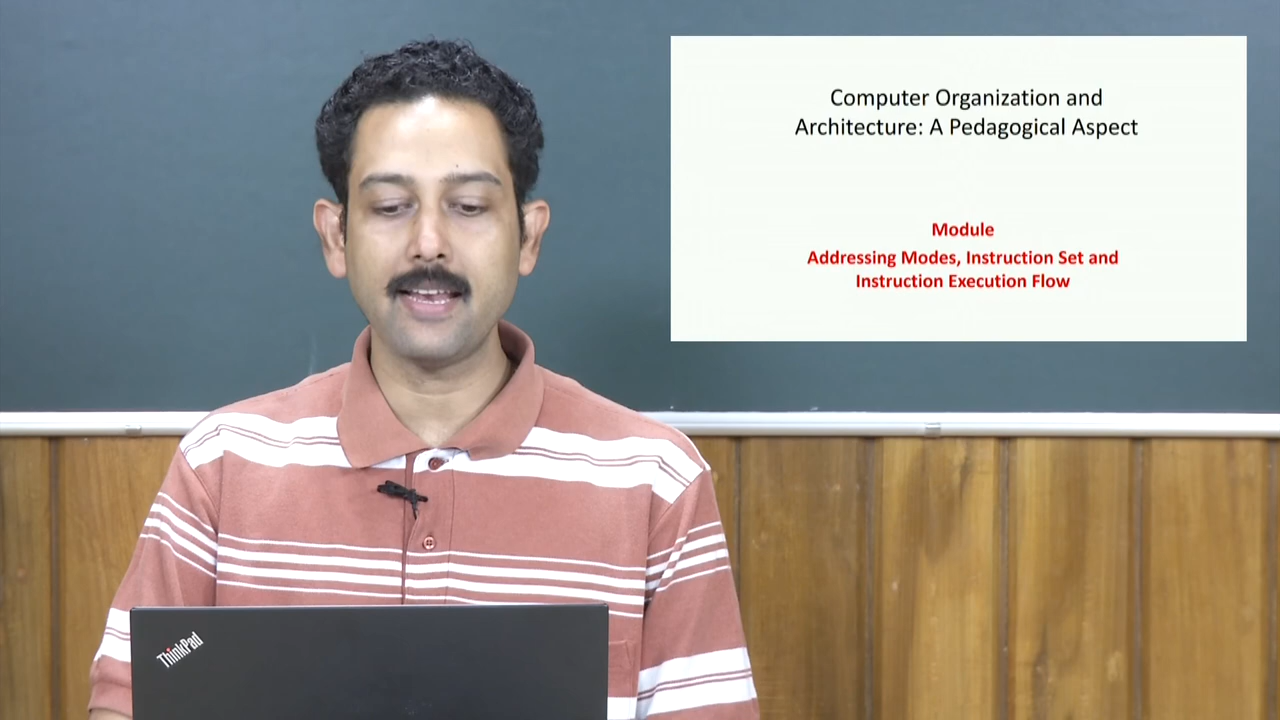 Computer Organization and
Architecture: A Pedagogical Aspect
Module
Addressing Modes, Instruction Set and
Instruction Execution Flow
ThinkPad